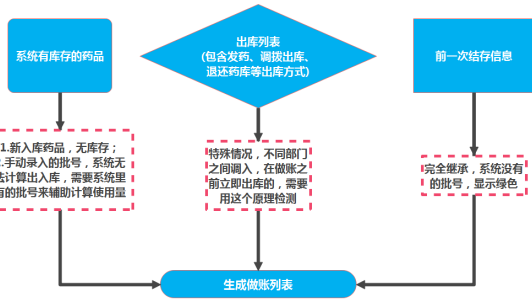 系统有库存的药品
出库列表
(包含发药、调拨出库、
退还药库等出库方式)
前一次结存信息
1.新入库药品，无库存；
2.手动录入的批号，系统无
法计算出入库，需要系统里
有的批号来辅助计算使用量
特殊情况，不同部门
之间调入，在做账之
前立即出库的，需要
用这个原理检测
完全继承，系统没有
的批号，显示绿色
生成做账列表